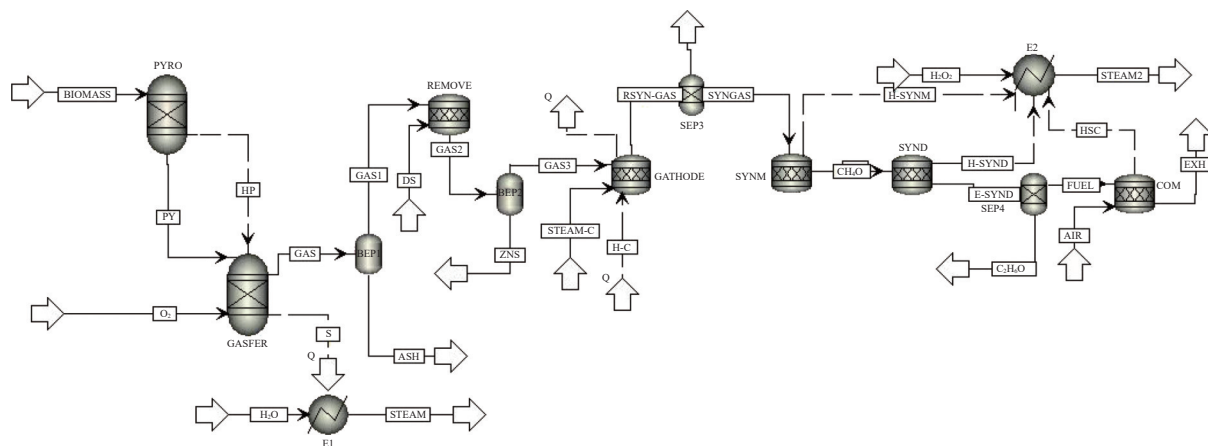 PYRO
BIOMASS
HP
PY
O₂
GASFER
GAS
S
Q
H₂O
STEAM
E1
BEP1
ASH
GAS1
REMOVE
DS
GAS2
BEP2
ZNS
GAS3
Q
STEAM-C
H-C
Q
GATHODE
RSYN-GAS
SYNGAS
SEP3
SYNM
H-SYNM
CH₄O
SYND
H-SYND
E-SYND
SEP4
C₂H₆O
FUEL
AIR
COM
EXH
HSC
H₂O₂
E2
STEAM2